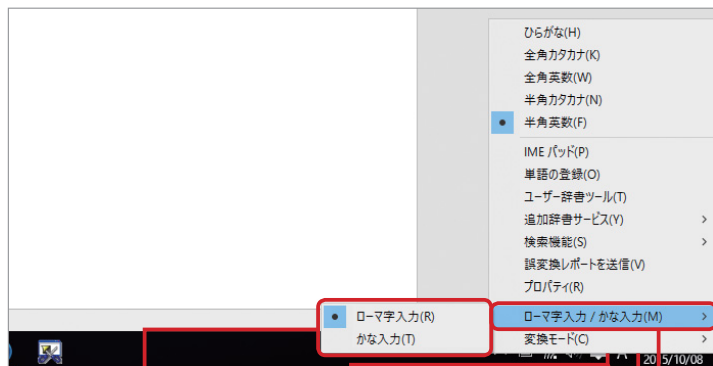 ひらがな(H)
全角カタカナ(K)
全角英数(W)
半角カタカナ(N)
半角英数(F)
IME パッド(P)
単語の登録(O)
ユーザー辞書ツール(T)
追加辞書サービス(Y)
検索機能(S)
誤変換レポートを送信(V)
プロパティ(R)
ローマ字入力(R)
かな入力(T)
ローマ字入力 / かな入力(M)
変換モード(C)
A
2015/10/08